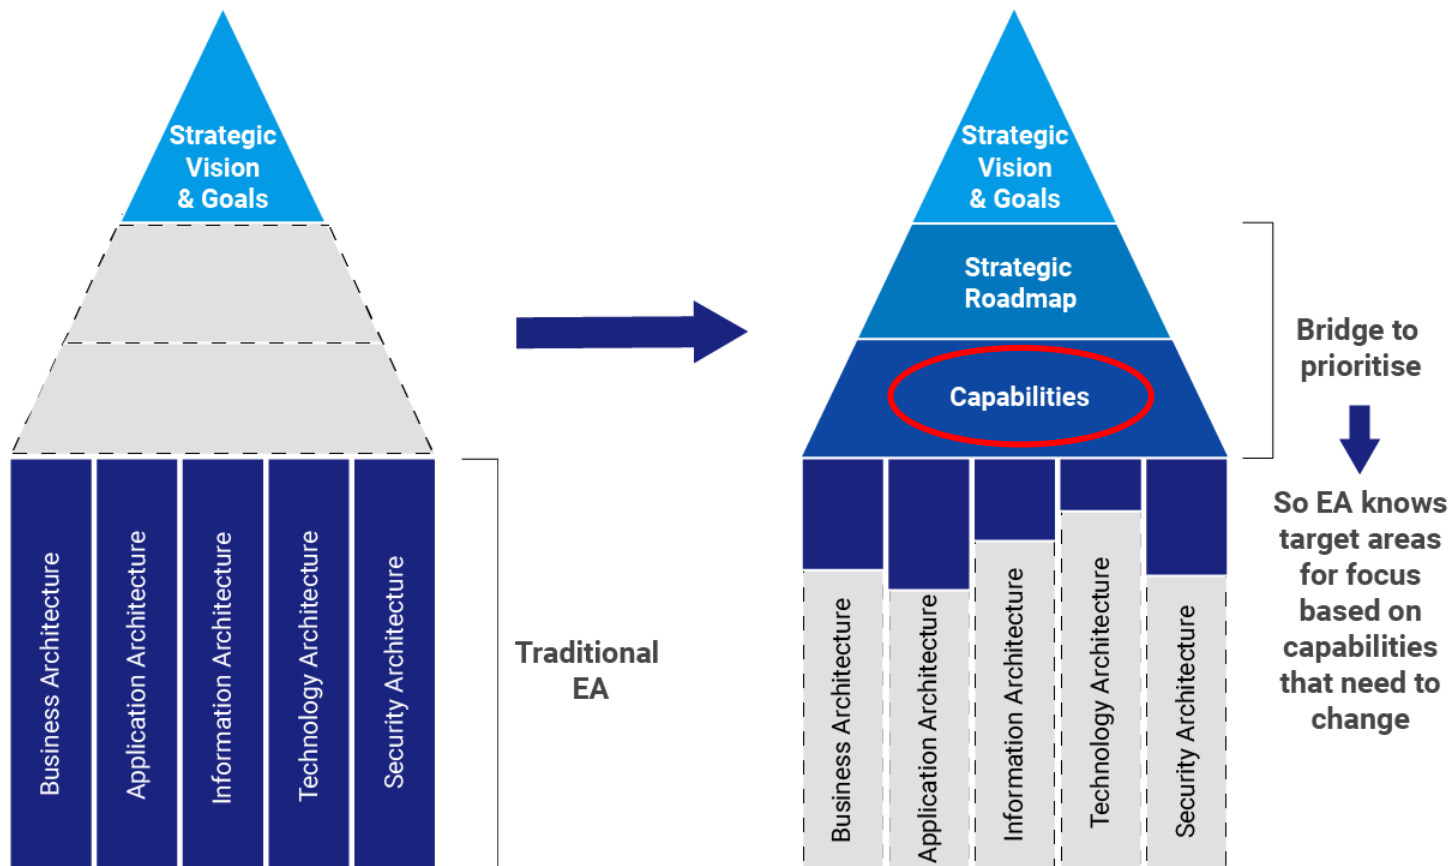 Strategic
Vision
& Goals
Business Architecture
Application Architecture
Information Architecture
Technology Architecture
Security Architecture
Traditional
EA
Strategic
Vision
& Goals
Strategic
Roadmap
Capabilities
Business Architecture
Application Architecture
Information Architecture
Technology Architecture
Security Architecture
Bridge to
prioritise
So EA knows
target areas
for focus
based on
capabilities
that need to
change